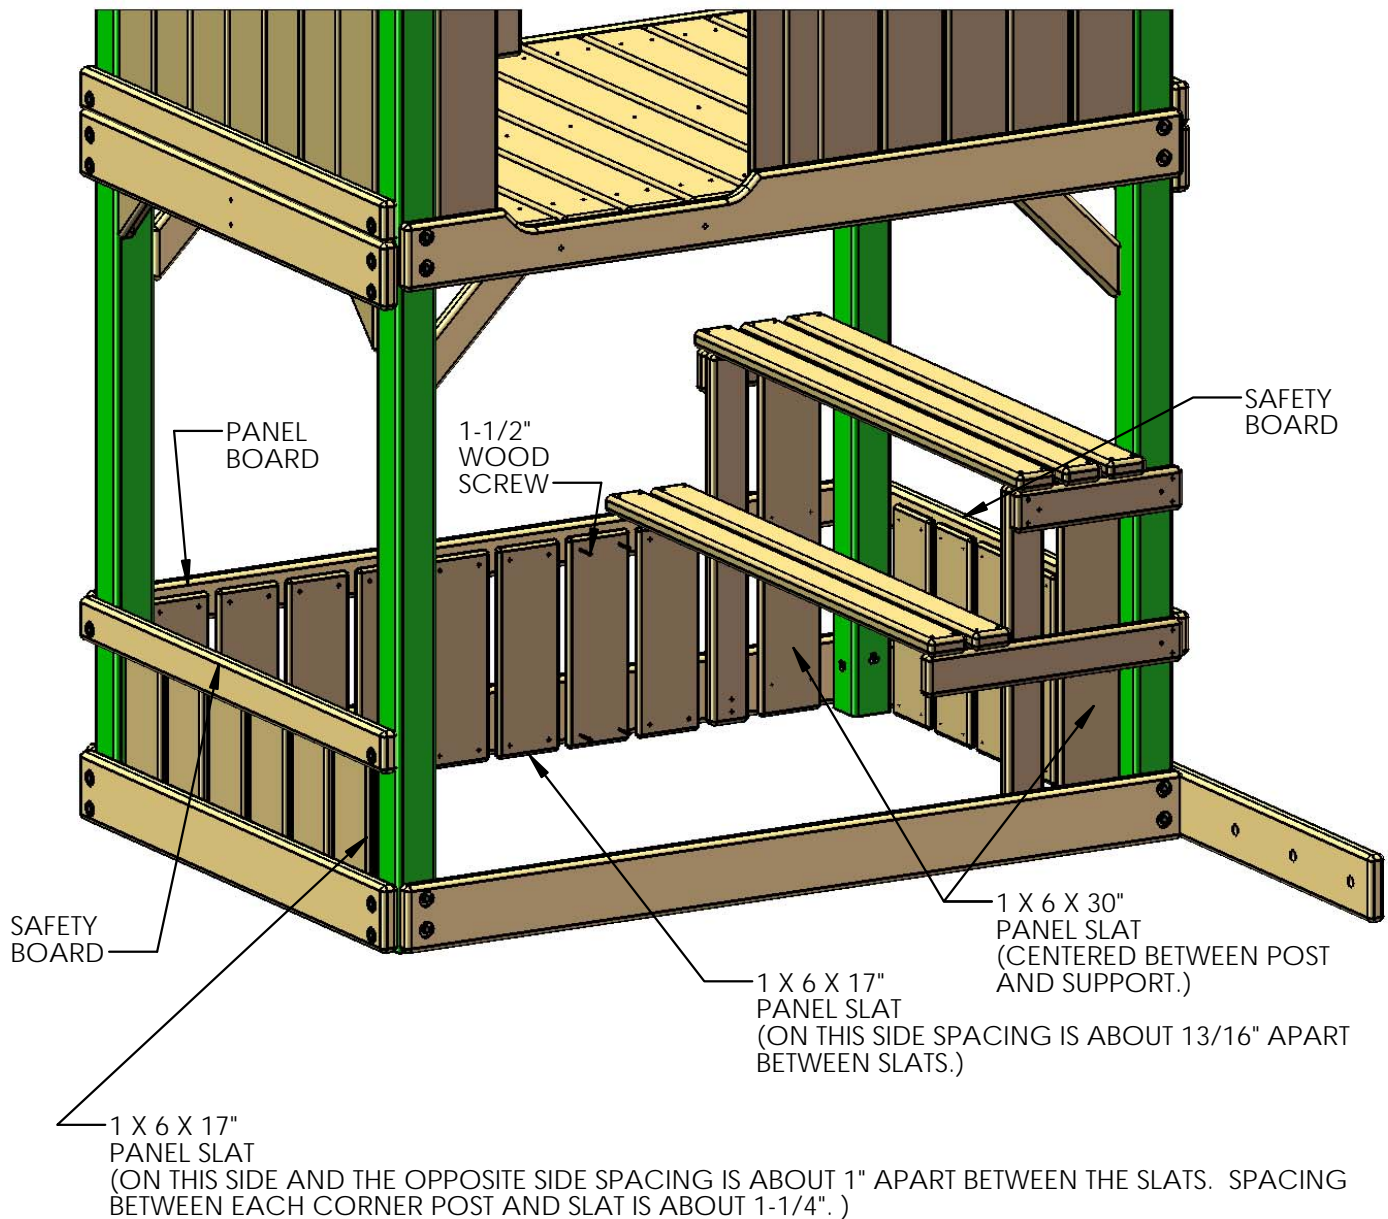 PANEL
BOARD
1-1/2"
WOOD
SCREW
SAFETY
BOARD
SAFETY
BOARD
1 X 6 X 30"
PANEL SLAT
(CENTERED BETWEEN POST
AND SUPPORT.)
1 X 6 X 17"
PANEL SLAT
(ON THIS SIDE SPACING IS ABOUT 13/16" APART
BETWEEN SLATS.)
1 X 6 X 17"
PANEL SLAT
(ON THIS SIDE AND THE OPPOSITE SIDE SPACING IS ABOUT 1" APART BETWEEN THE SLATS. SPACING
BETWEEN EACH CORNER POST AND SLAT IS ABOUT 1-1/4". )